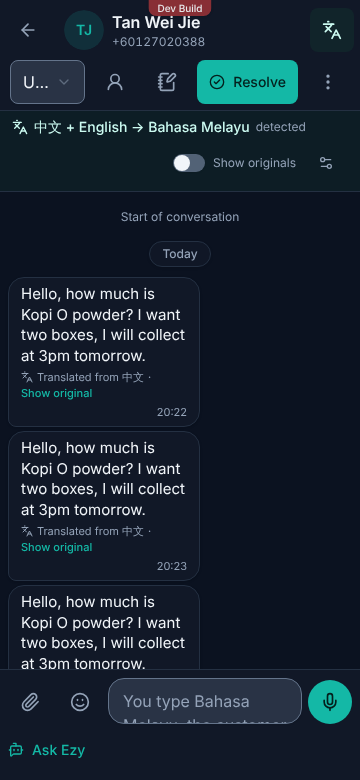 Dev Build
TJ
Tan Wei Jie
+60127020388
U...
Resolve
中文 + English → Bahasa Melayu detected
Show originals
Start of conversation
Today
Hello, how much is
Kopi O powder? I want
two boxes, I will collect
at 3pm tomorrow.
Translated from 中文 ·
Show original
20:22
Hello, how much is
Kopi O powder? I want
two boxes, I will collect
at 3pm tomorrow.
Translated from 中文 ·
Show original
20:23
Hello, how much is
Kopi O powder? I want
two boxes, I will collect
at 3pm tomorrow.
You type Bahasa
Melayu, the customer
Ask Ezy